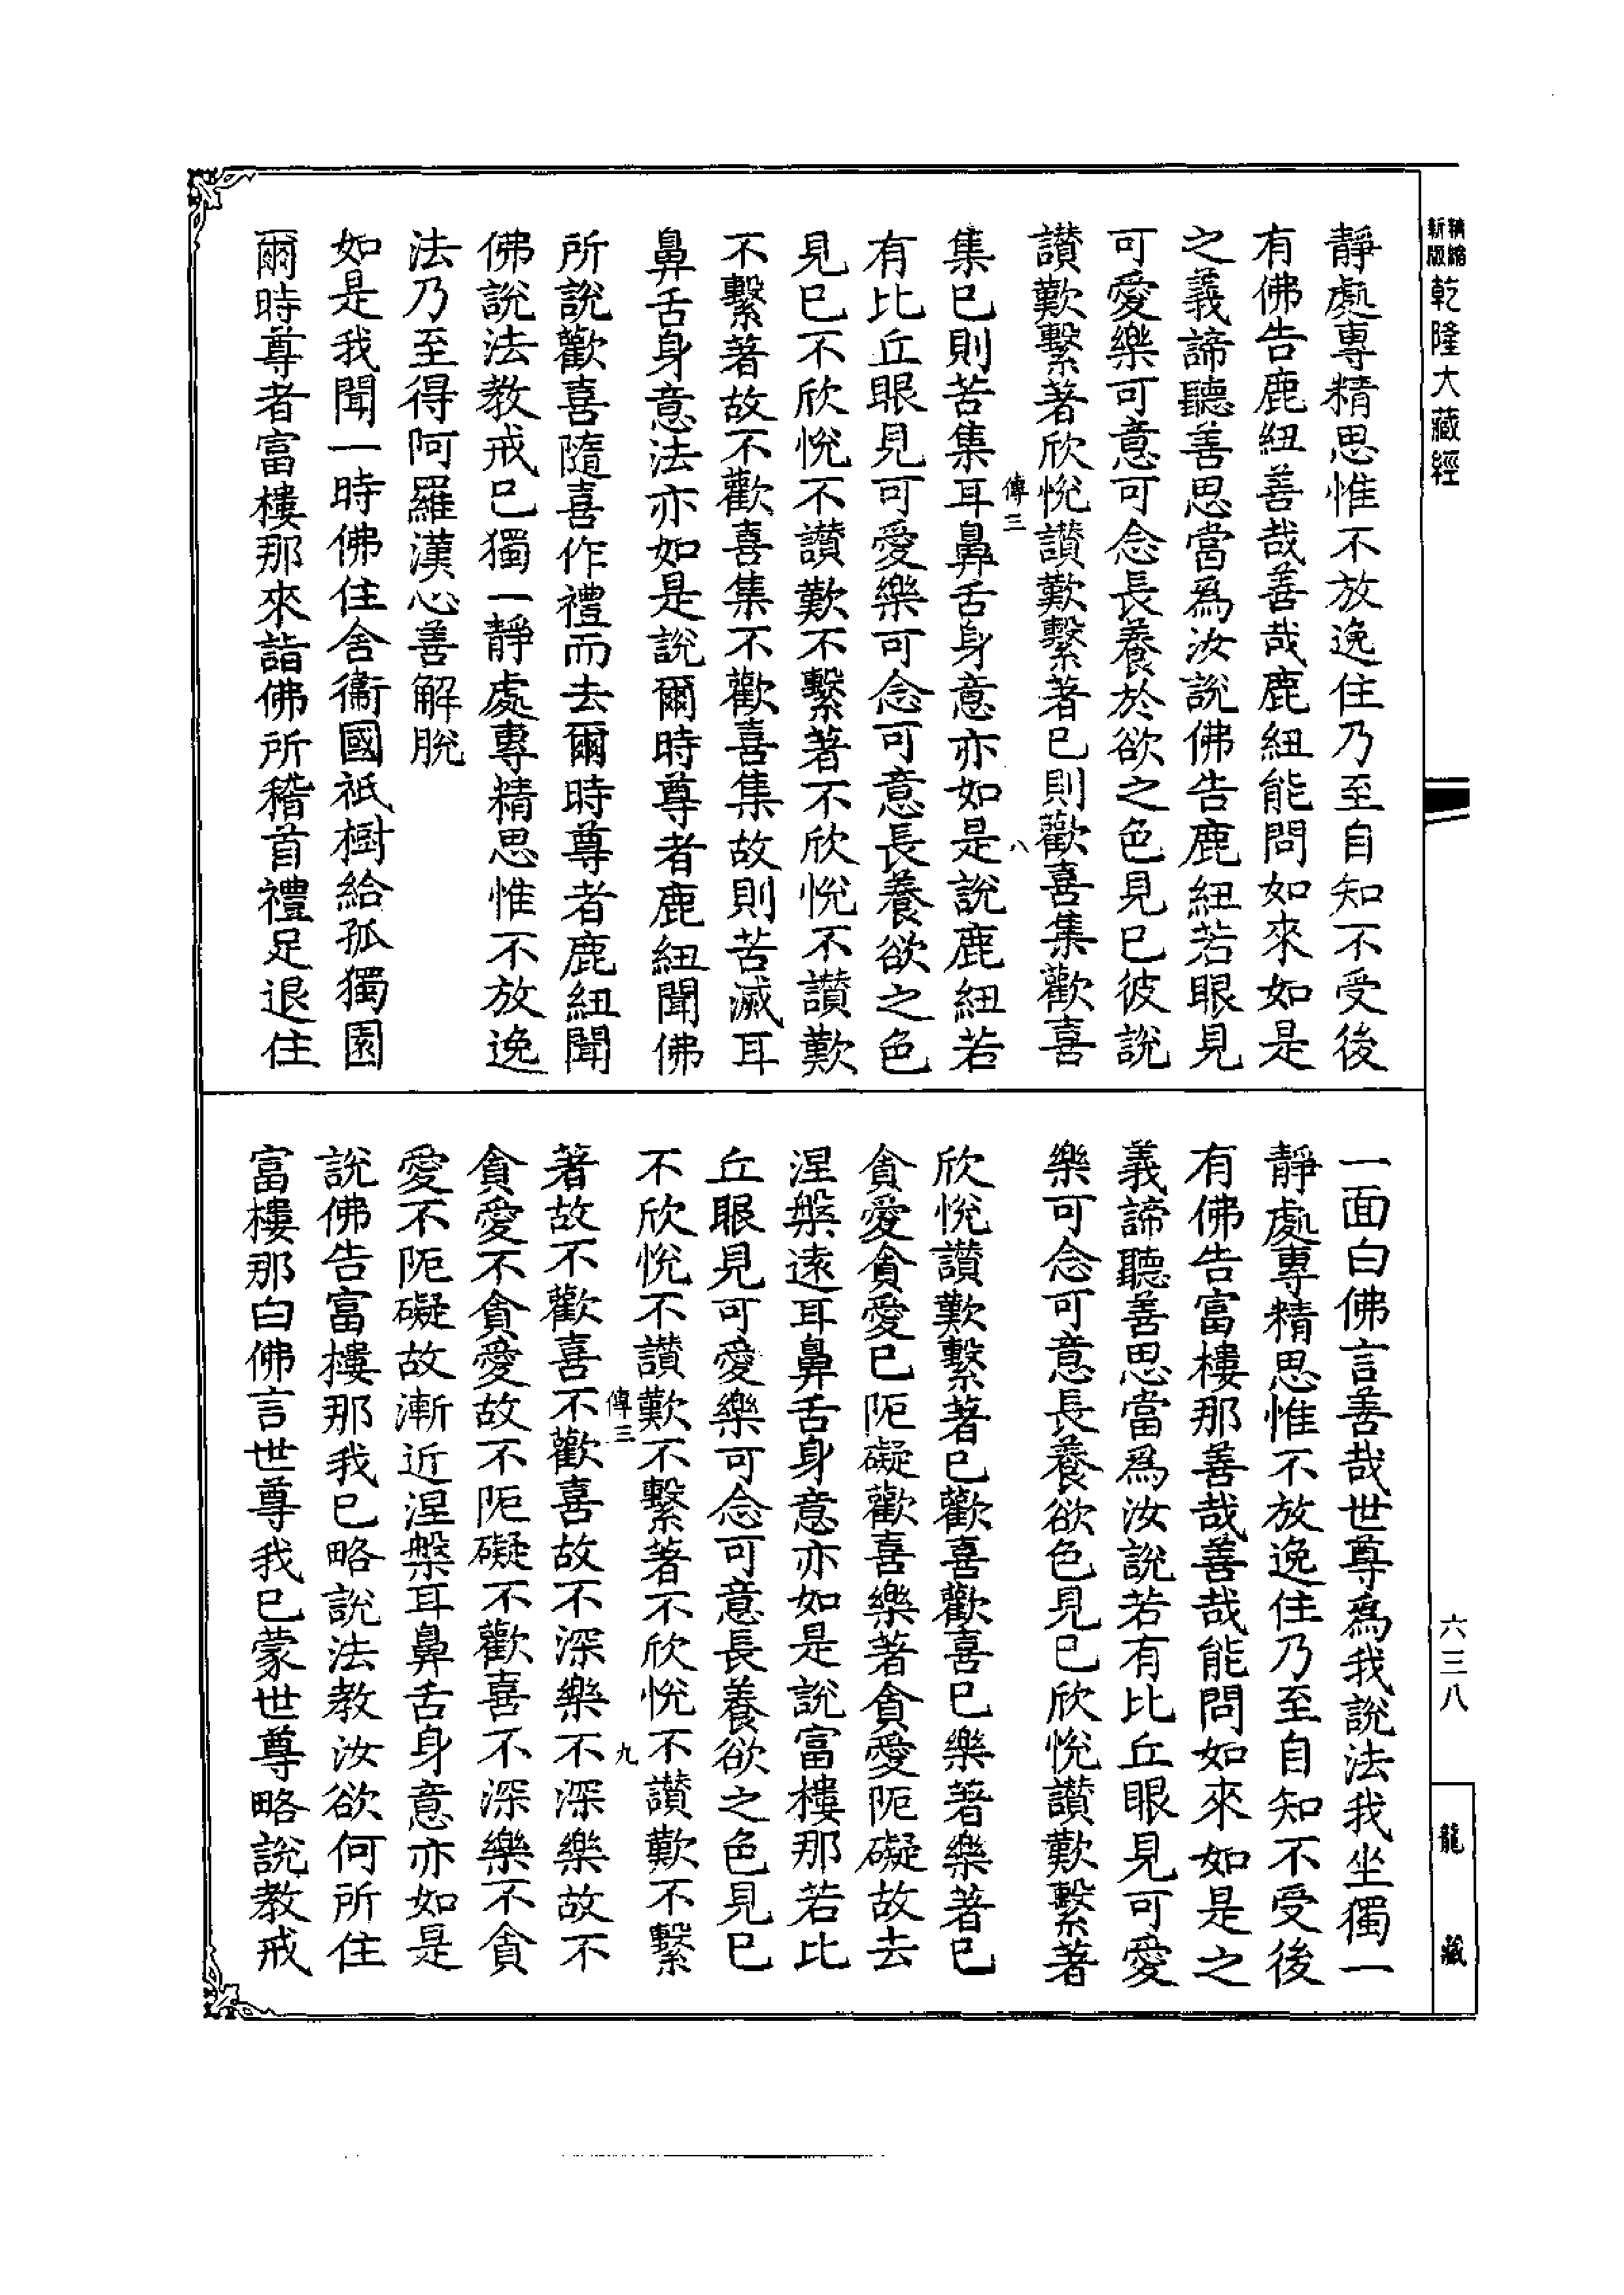 精縮
新版
乾隆大藏經
六三八
龍藏
靜處專精思惟不放逸住乃至自知不受後
有佛告鹿紐善哉善哉鹿紐能問如來如是
之義諦聽善思當為汝說佛告鹿紐若眼見
可愛樂可意可念長養於欲之色見已彼說
讚歎繫著欣悅讚歎繫著已則歡喜集歡喜
傳三
八
集已則苦集耳鼻舌身意亦如是說鹿紐若
有比丘眼見可愛樂可念可意長養欲之色
見已不欣悅不讚歎不繫著不欣悅不讚歎
不繫著故不歡喜集不歡喜集故則苦滅耳
鼻舌身意法亦如是說爾時尊者鹿紐聞佛
所說歡喜隨喜作禮而去爾時尊者鹿紐聞
佛說法教戒已獨一靜處專精思惟不放逸
法乃至得阿羅漢心善解脫
如是我聞一時佛住舍衞國祇樹給孤獨園
爾時尊者富樓那來詣佛所稽首禮足退住
一面白佛言善哉世尊為我說法我坐獨一
靜處專精思惟不放逸住乃至自知不受後
有佛告富樓那善哉善哉能問如來如是之
義諦聽善思當為汝說若有比丘眼見可愛
樂可念可意長養欲色見已欣悅讚歎繫著
欣悅讚歎繫著已歡喜歡喜已樂著樂著已
貪愛貪愛已阨礙歡喜樂著貪愛阨礙故去
涅槃遠耳鼻舌身意亦如是說富樓那若比
丘眼見可愛樂可念可意長養欲之色見已
不欣悅不讚歎不繫著不欣悅不讚歎不繫
傳三
九
著故不歡喜不歡喜故不深樂不深樂故不
貪愛不貪愛故不阨礙不歡喜不深樂不貪
愛不阨礙故漸近涅槃耳鼻舌身意亦如是
說佛告富樓那我已略說法教汝欲何所住
富樓那白佛言世尊我已蒙世尊略說教戒